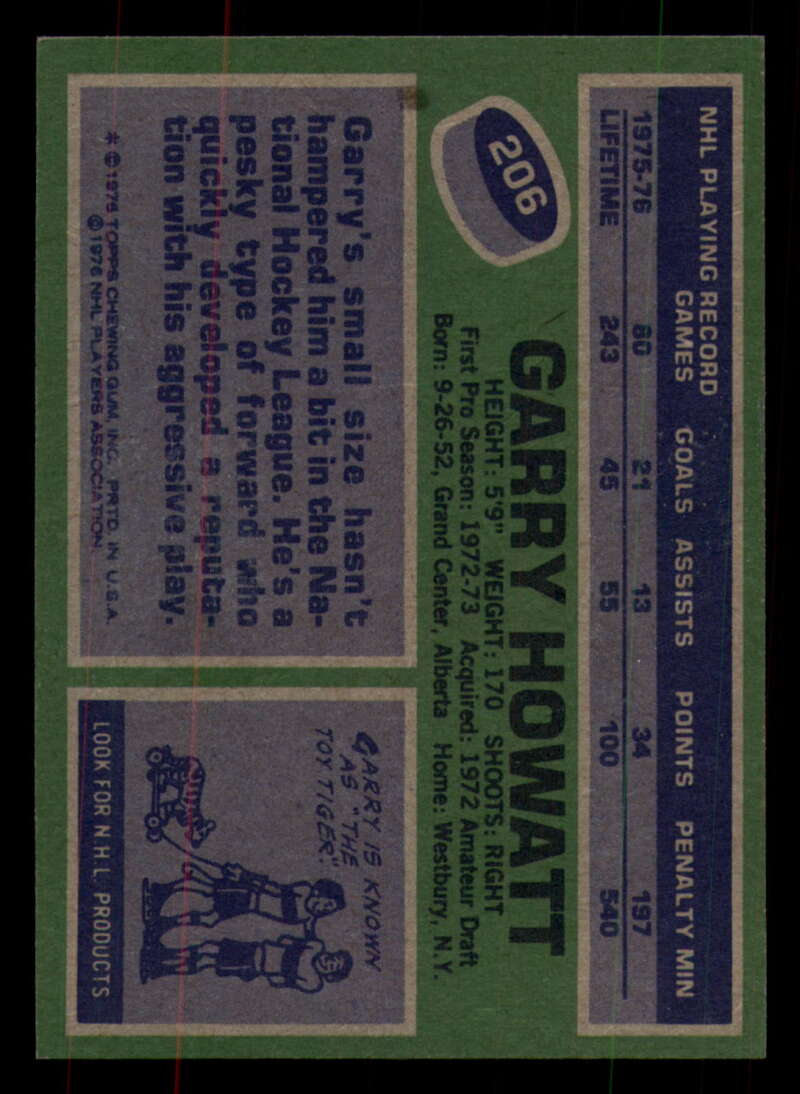 206
GARRY HOWATT
HEIGHT: 5'9" WEIGHT: 170 SHOOTS: RIGHT
First Pro Season: 1972-73 Acquired: 1972 Amateur Draft
Born: 9-26-52, Grand Center, Alberta Home: Westbury, N.Y.
NHL PLAYING RECORD
GAMES GOALS ASSISTS POINTS PENALTY MIN
1975-76 80 21 13 34 197
LIFETIME 243 45 55 100 540
Garry's small size hasn't
hampered him a bit in the Na-
tional Hockey League. He's a
pesky type of forward who
quickly developed a reputa-
tion with his aggressive play.
* © 1976 TOPPS CHEWING GUM INC. PRTD. IN U.S.A.
© 1976 NHL PLAYERS ASSOCIATION
GARRY IS KNOWN
AS "THE
TOY TIGER."
LOOK FOR N.H.L. PRODUCTS